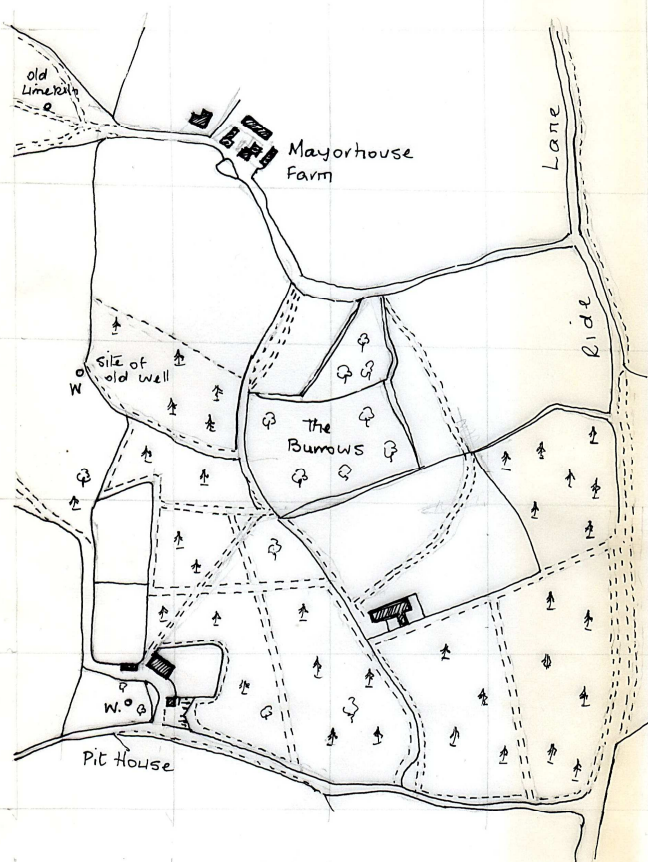 old
Limekiln
Mayorhouse
Farm
Lane
Ride
site of
old well
W
The
Burrows
W.
Pit House